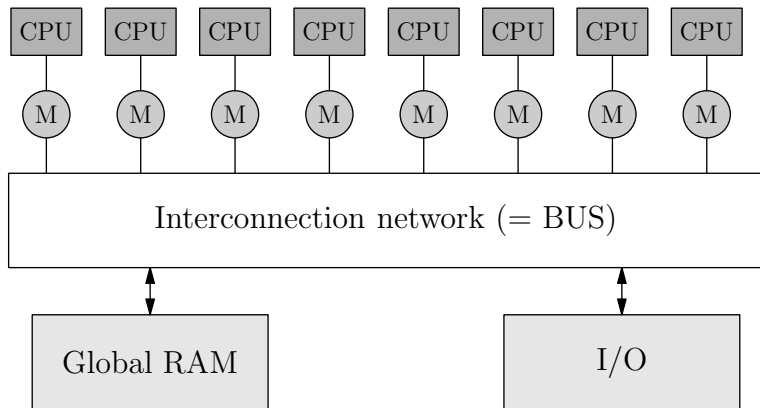 CPU CPU CPU CPU CPU CPU CPU CPU
M M M M M M M M
Interconnection network (= BUS)
Global RAM I/O